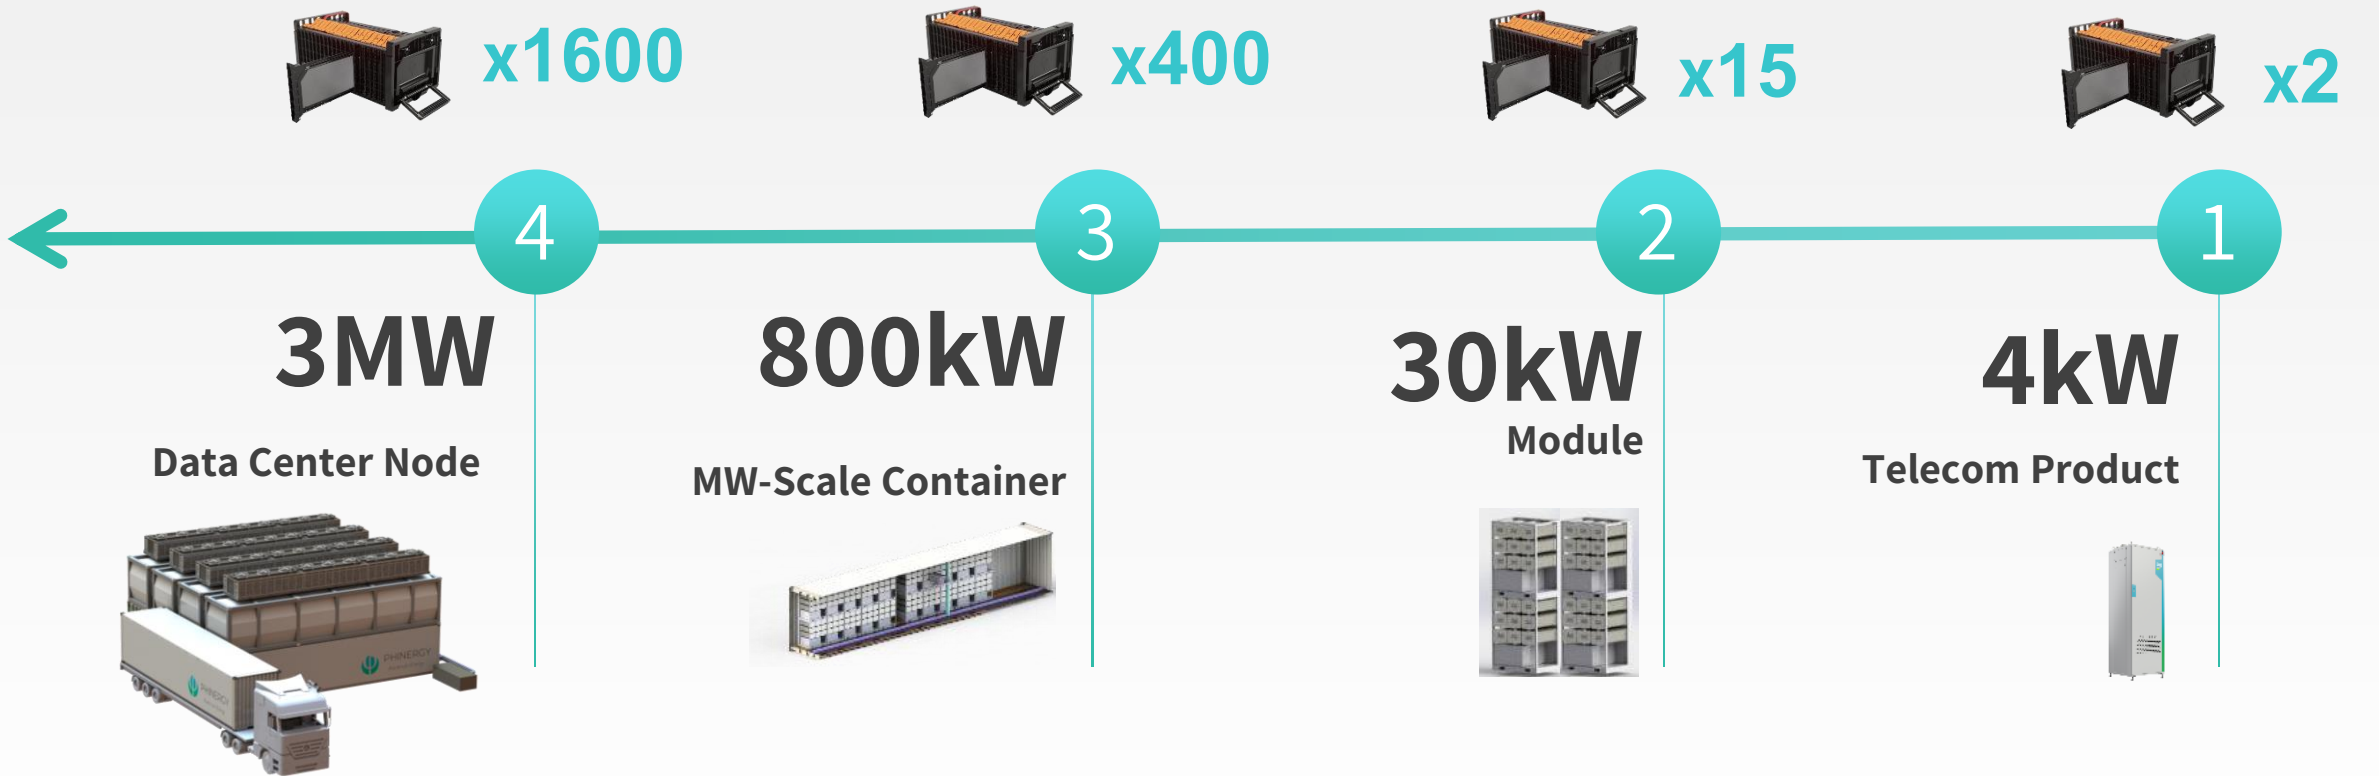 x1600
x400
x15
x2
4
3
2
1
3MW
800kW
30kW
4kW
Data Center Node
MW-Scale Container
Module
Telecom Product
PHINERGY
PHINERGY